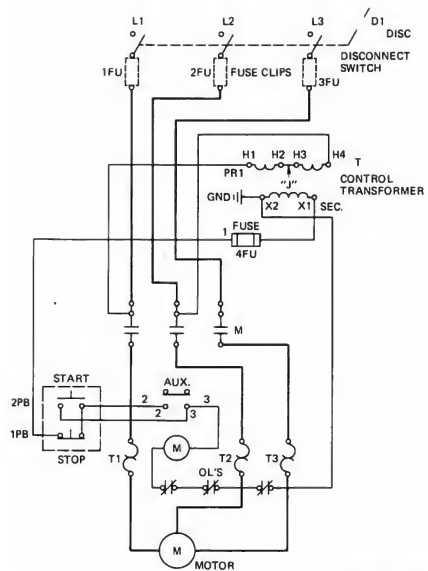 L1 L2 L3 D1
DISC
DISCONNECT
SWITCH
1FU 2FU FUSE CLIPS 3FU
H1 H2 H3 H4 T
PR1 CONTROL
"J" TRANSFORMER
GND X2 X1 SEC.
1 FUSE
4FU
M
START AUX.
2PB 2 3
2 3
1PB
STOP T1 M T2 T3
OL'S
M MOTOR